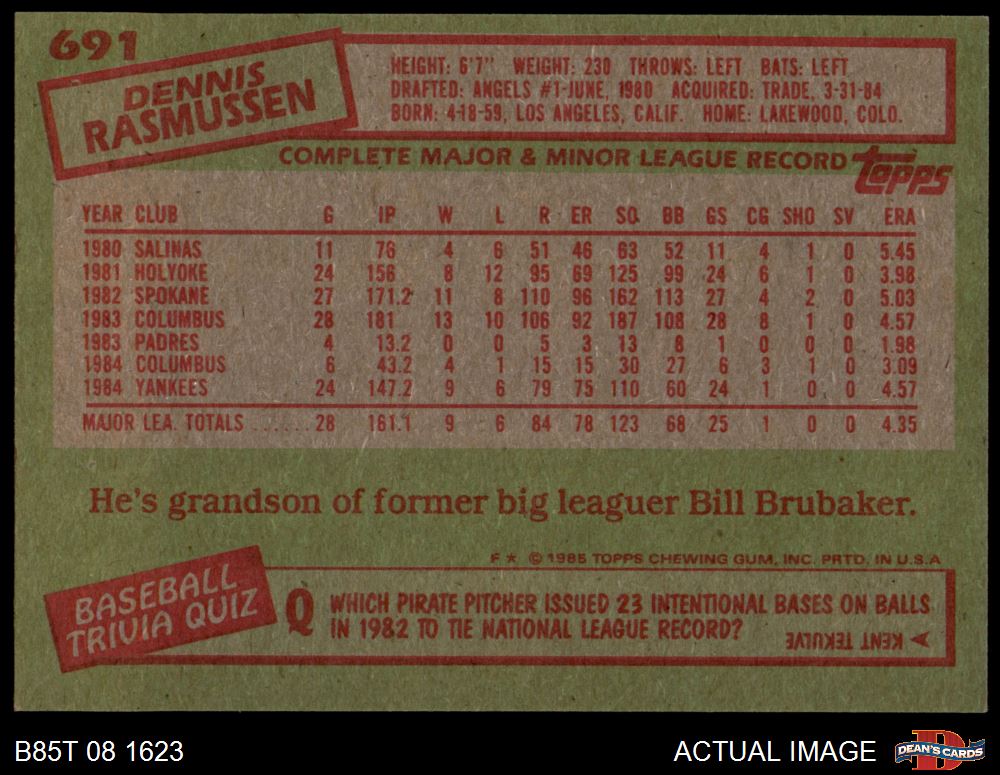 691
DENNIS
RASMUSSEN
HEIGHT: 6'7" WEIGHT: 230 THROWS: LEFT BATS: LEFT
DRAFTED: ANGELS #1-JUNE, 1980 ACQUIRED: TRADE, 3-31-84
BORN: 4-18-59, LOS ANGELES, CALIF. HOME: LAKEWOOD, COLO.
COMPLETE MAJOR & MINOR LEAGUE RECORD Topps
YEAR CLUB G IP W L R ER SO BB GS CG SHO SV ERA
1980 SALINAS 11 76 4 6 51 46 63 52 11 4 1 0 5.45
1981 HOLYOKE 24 156 8 12 95 69 125 99 24 6 1 0 3.98
1982 SPOKANE 27 171.2 11 8 110 96 162 113 27 4 2 0 5.03
1983 COLUMBUS 28 181 13 10 106 92 187 108 28 8 1 0 4.57
1983 PADRES 4 13.2 0 0 5 3 13 8 1 0 0 0 1.98
1984 COLUMBUS 6 43.2 4 1 15 15 30 27 6 3 1 0 3.09
1984 YANKEES 24 147.2 9 6 79 75 110 60 24 1 0 0 4.57
MAJOR LEA. TOTALS ...... 28 161.1 9 6 84 78 123 68 25 1 0 0 4.35
He's grandson of former big leaguer Bill Brubaker.
F * © 1985 TOPPS CHEWING GUM, INC. PRTD. IN U.S.A
BASEBALL
TRIVIA QUIZ
Q WHICH PIRATE PITCHER ISSUED 23 INTENTIONAL BASES ON BALLS
IN 1982 TO TIE NATIONAL LEAGUE RECORD?
KENT TEKULVE
B85T 08 1623
ACTUAL IMAGE
D
DEAN'S CARDS